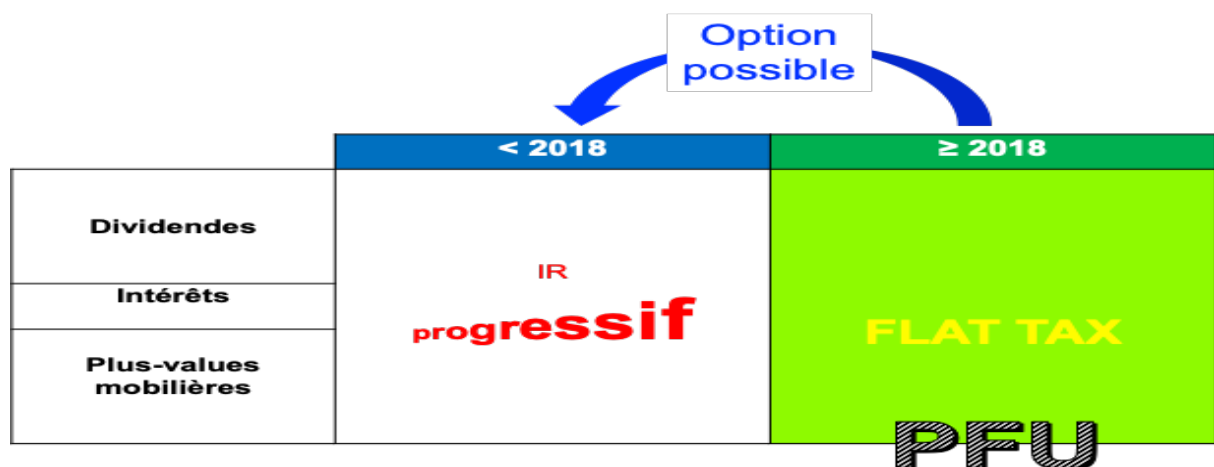 Option
possible
< 2018
≥ 2018
Dividendes
Intérêts
Plus-values
mobilières
IR
progressif
FLAT TAX
PFU